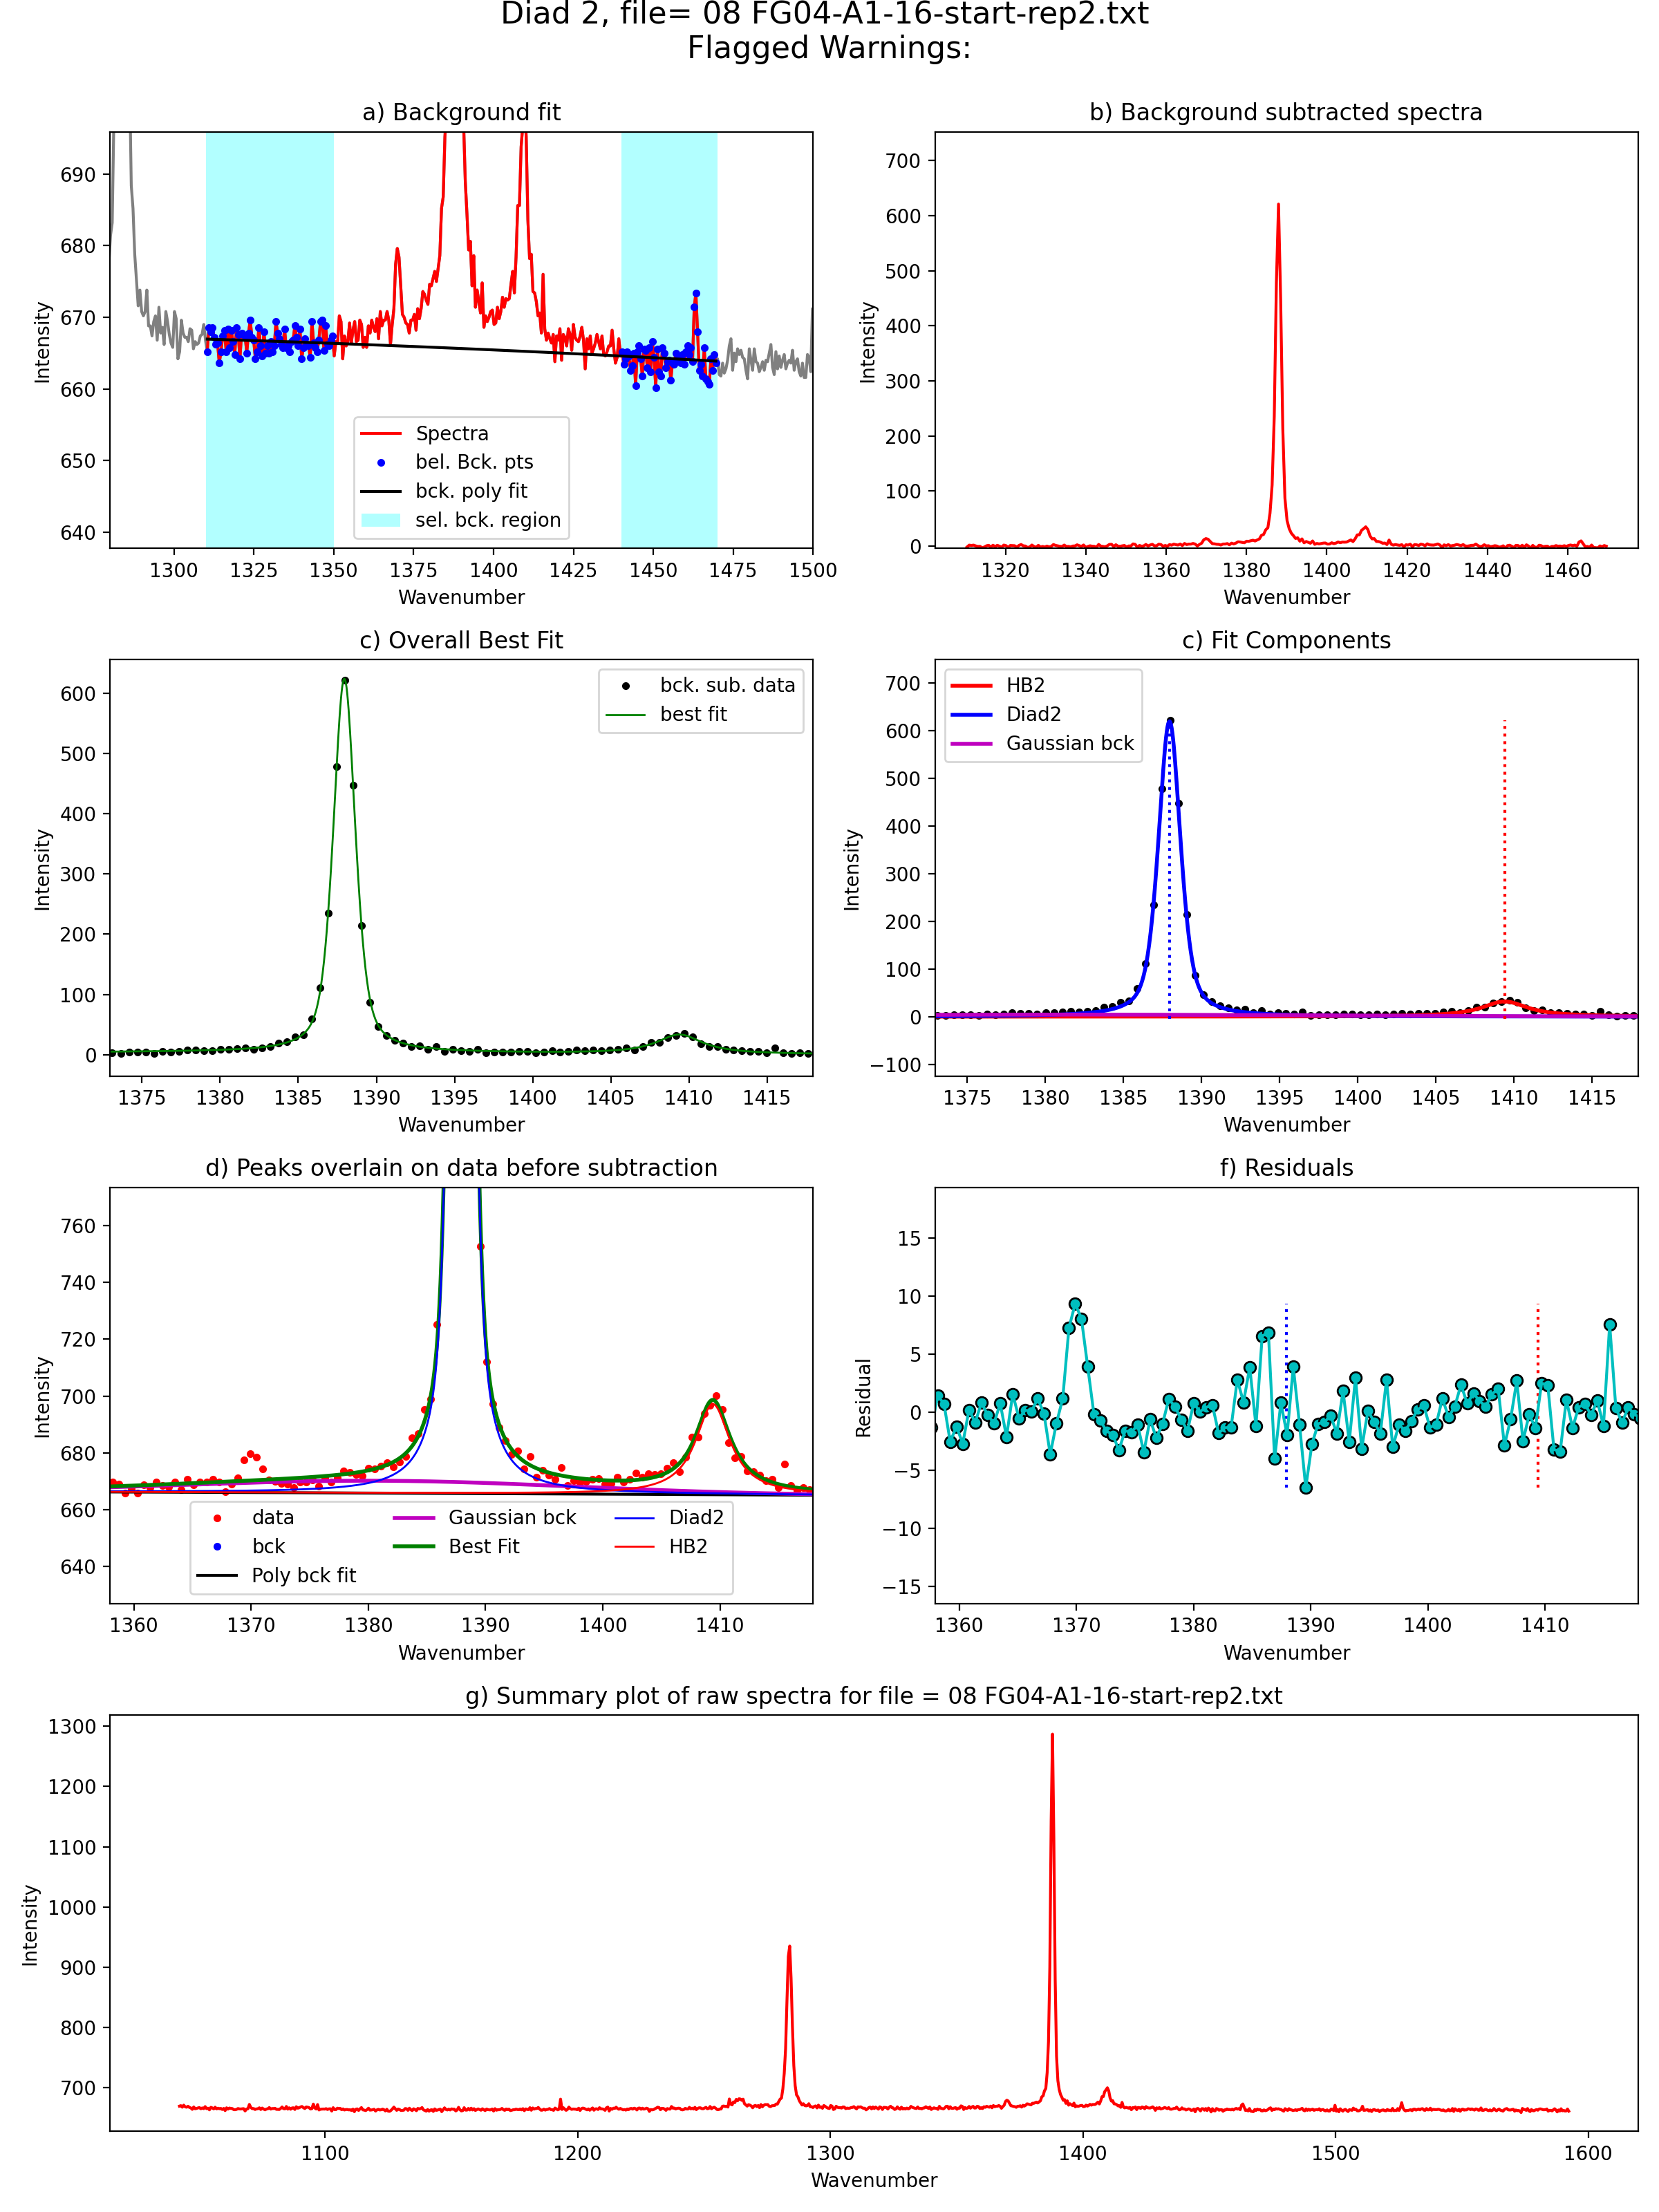 Diad 2, file= 08 FG04-A1-16-start-rep2.txt
Flagged Warnings:
a) Background fit
690
680
670
660
650
640
Intensity
Spectra
bel. Bck. pts
bck. poly fit
sel. bck. region
1300 1325 1350 1375 1400 1425 1450 1475 1500
Wavenumber
b) Background subtracted spectra
700
600
500
400
300
200
100
0
Intensity
1320 1340 1360 1380 1400 1420 1440 1460
Wavenumber
c) Overall Best Fit
600
500
400
300
200
100
0
Intensity
bck. sub. data
best fit
1375 1380 1385 1390 1395 1400 1405 1410 1415
Wavenumber
c) Fit Components
700
600
500
400
300
200
100
0
−100
Intensity
HB2
Diad2
Gaussian bck
1375 1380 1385 1390 1395 1400 1405 1410 1415
Wavenumber
d) Peaks overlain on data before subtraction
760
740
720
700
680
660
640
Intensity
data
bck
Poly bck fit
Gaussian bck
Best Fit
Diad2
HB2
1360 1370 1380 1390 1400 1410
Wavenumber
f) Residuals
15
10
5
0
−5
−10
−15
Residual
1360 1370 1380 1390 1400 1410
Wavenumber
g) Summary plot of raw spectra for file = 08 FG04-A1-16-start-rep2.txt
1300
1200
1100
1000
900
800
700
Intensity
1100 1200 1300 1400 1500 1600
Wavenumber